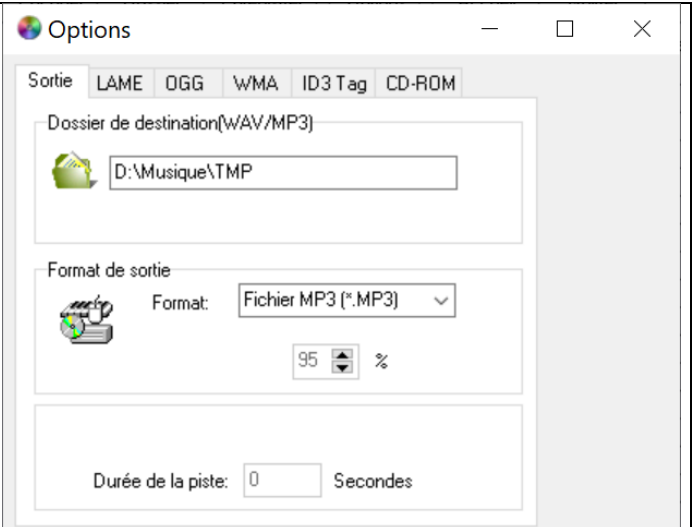 Options
Sortie LAME OGG WMA ID3 Tag CD-ROM
Dossier de destination(WAV/MP3)
D:\Musique\TMP
Format de sortie
Format: Fichier MP3 (*.MP3)
95 %
Durée de la piste: 0 Secondes